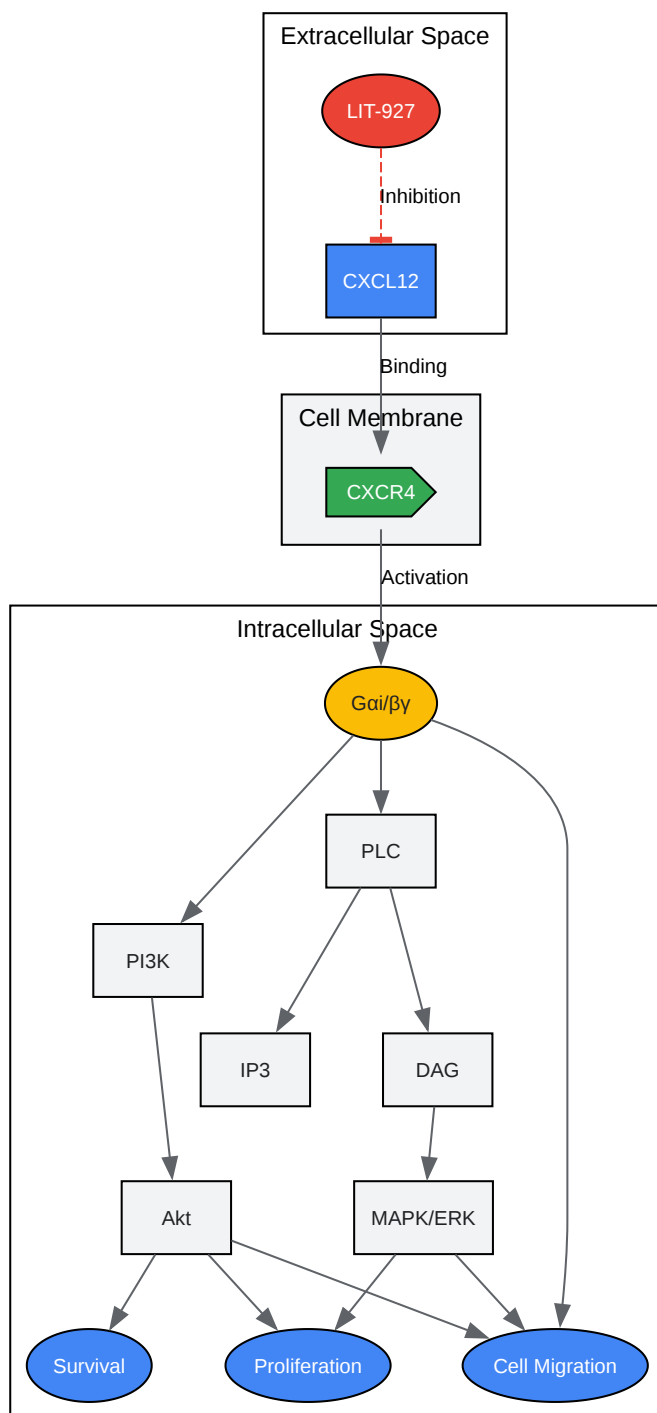 Extracellular Space
LIT-927
Inhibition
CXCL12
Binding
Cell Membrane
CXCR4
Activation
Intracellular Space
Gαi/βγ
PLC
PI3K
IP3
DAG
Akt
MAPK/ERK
Survival
Proliferation
Cell Migration